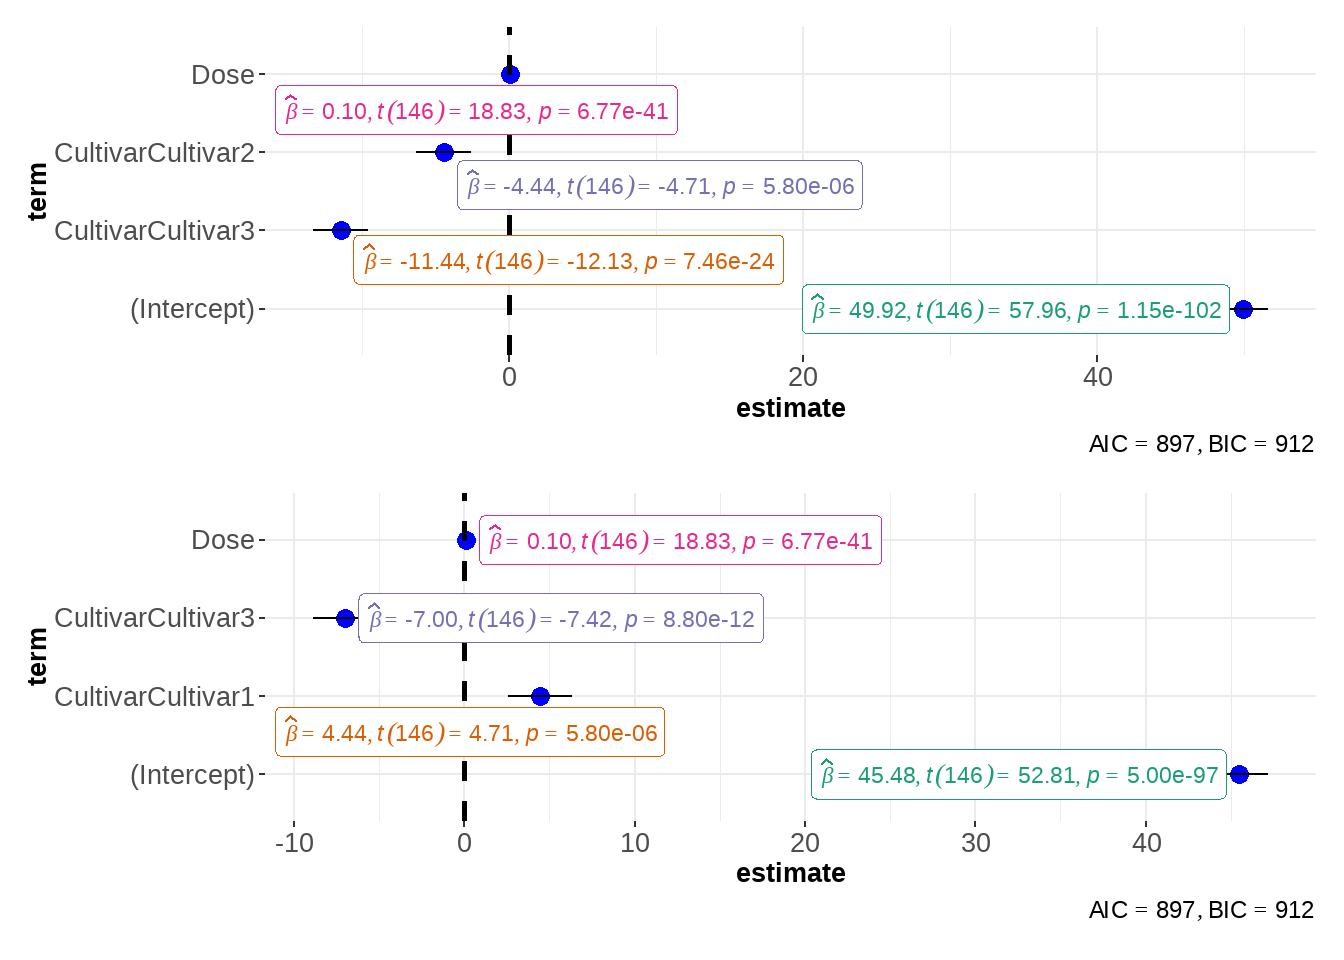 Dose
β̂ = 0.10, t(146) = 18.83, p = 6.77e-41
CultivarCultivar2
β̂ = -4.44, t(146) = -4.71, p = 5.80e-06
CultivarCultivar3
β̂ = -11.44, t(146) = -12.13, p = 7.46e-24
(Intercept)
β̂ = 49.92, t(146) = 57.96, p = 1.15e-102
term
0 20 40
estimate
AIC = 897, BIC = 912
Dose
β̂ = 0.10, t(146) = 18.83, p = 6.77e-41
CultivarCultivar3
β̂ = -7.00, t(146) = -7.42, p = 8.80e-12
CultivarCultivar1
β̂ = 4.44, t(146) = 4.71, p = 5.80e-06
(Intercept)
β̂ = 45.48, t(146) = 52.81, p = 5.00e-97
term
-10 0 10 20 30 40
estimate
AIC = 897, BIC = 912